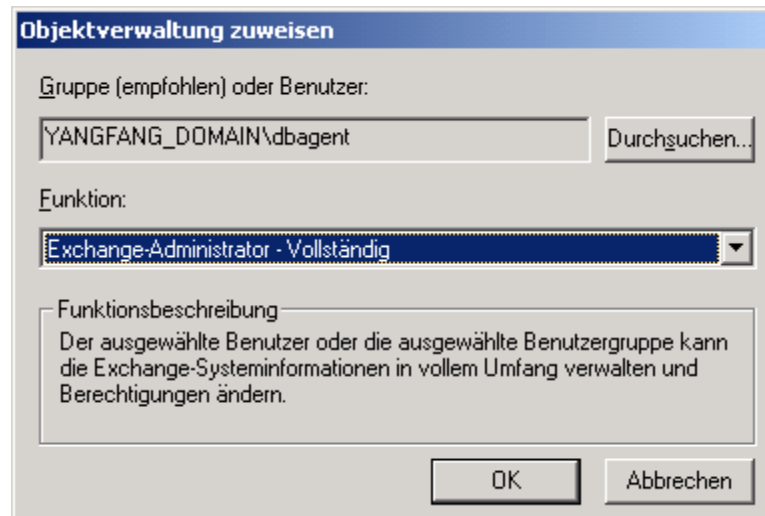 Objektverwaltung zuweisen
Gruppe (empfohlen) oder Benutzer:
YANGFANG_DOMAIN\dbagent
Durchsuchen...
Funktion:
Exchange-Administrator - Vollständig
Funktionsbeschreibung
Der ausgewählte Benutzer oder die ausgewählte Benutzergruppe kann
die Exchange-Systeminformationen in vollem Umfang verwalten und
Berechtigungen ändern.
OK
Abbrechen